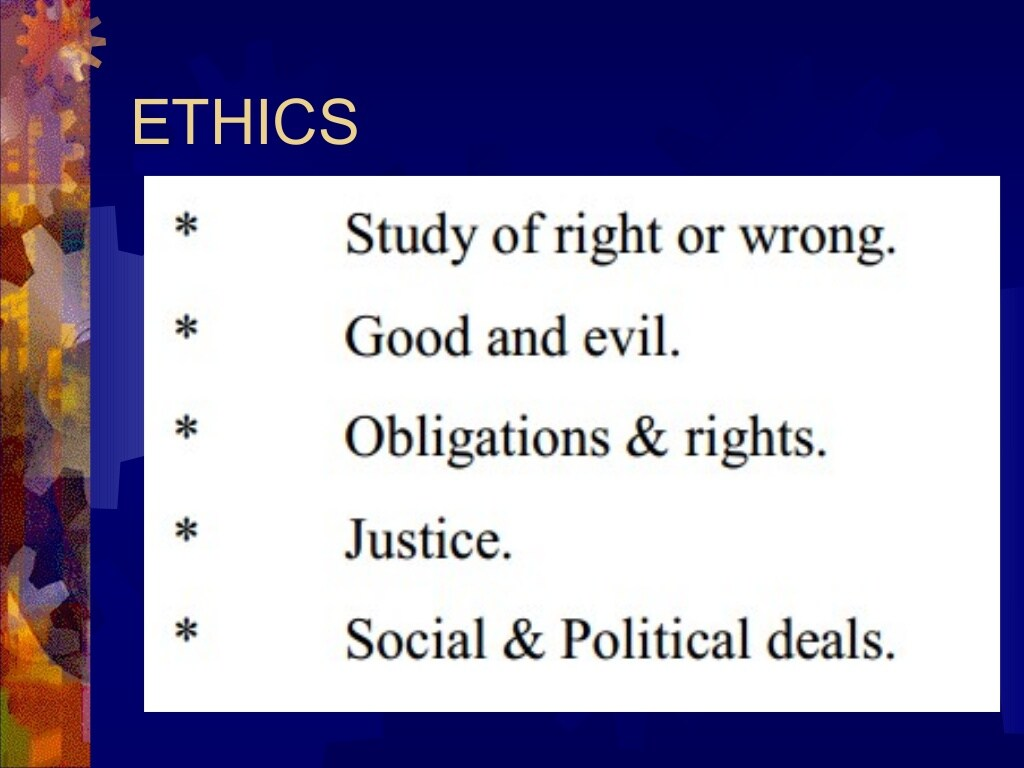 ETHICS
* Study of right or wrong.
* Good and evil.
* Obligations & rights.
* Justice.
* Social & Political deals.